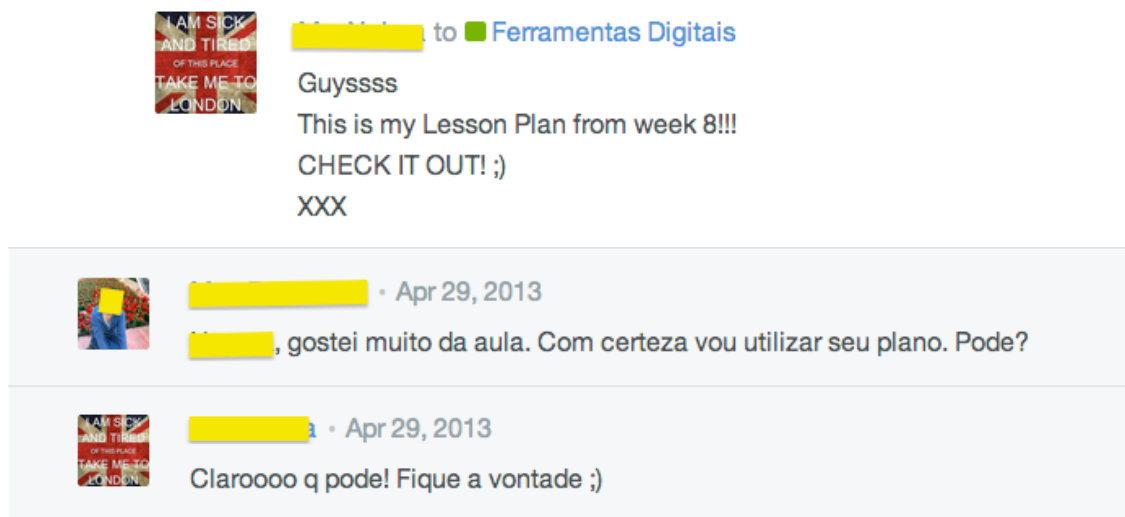 I AM SICK
AND TIRED
OF THIS PLACE
TAKE ME TO
LONDON
to Ferramentas Digitais
Guyssss
This is my Lesson Plan from week 8!!!
CHECK IT OUT! ;)
XXX
• Apr 29, 2013
, gostei muito da aula. Com certeza vou utilizar seu plano. Pode?
I AM SICK
AND TIRED
OF THIS PLACE
TAKE ME TO
LONDON
a • Apr 29, 2013
Claroooo q pode! Fique a vontade ;)